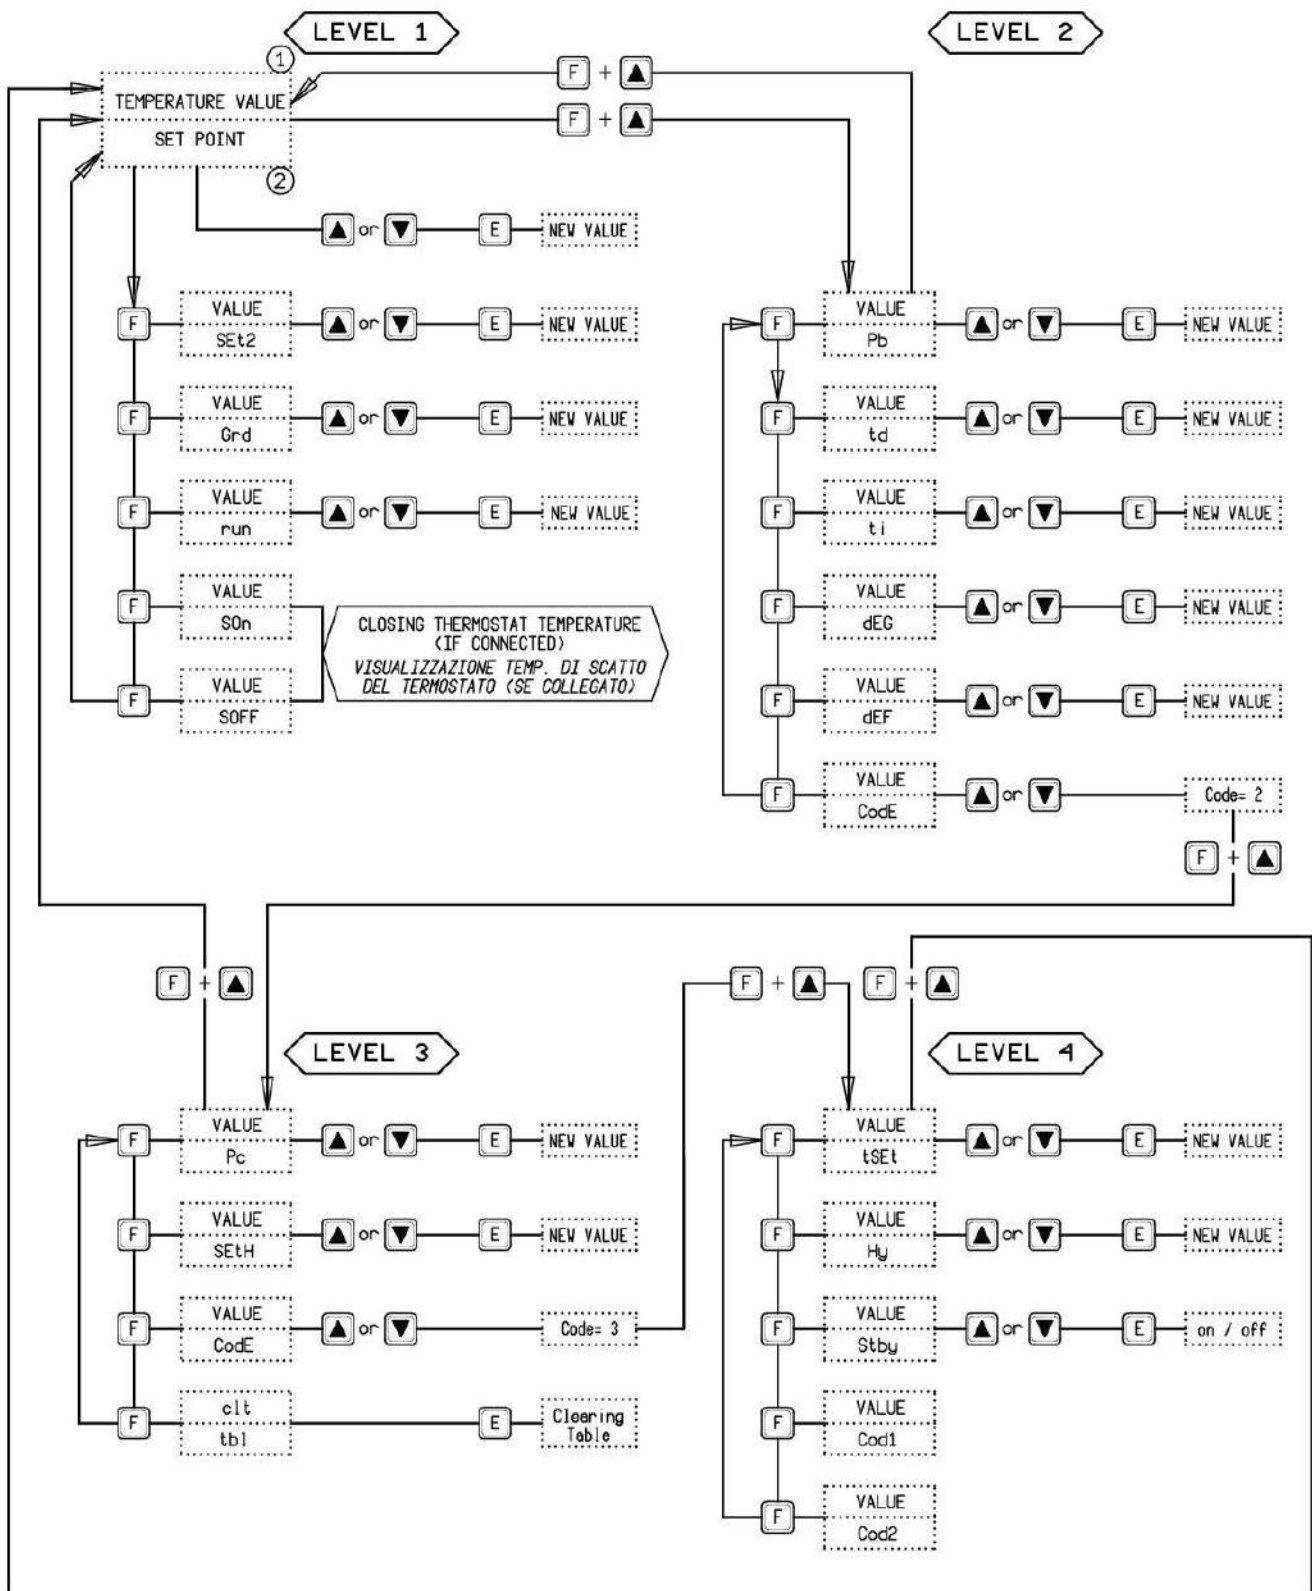 LEVEL 1
LEVEL 2
1
F + ▲
TEMPERATURE VALUE
F + ▲
SET POINT
2
▲ or ▼ E NEW VALUE
F VALUE SEt2 ▲ or ▼ E NEW VALUE
F VALUE Grd ▲ or ▼ E NEW VALUE
F VALUE run ▲ or ▼ E NEW VALUE
F VALUE SOn
F VALUE SOFF
CLOSING THERMOSTAT TEMPERATURE
(IF CONNECTED)
VISUALIZZAZIONE TEMP. DI SCATTO
DEL TERMOSTATO (SE COLLEGATO)
F VALUE Pb ▲ or ▼ E NEW VALUE
F VALUE td ▲ or ▼ E NEW VALUE
F VALUE ti ▲ or ▼ E NEW VALUE
F VALUE dEG ▲ or ▼ E NEW VALUE
F VALUE dEF ▲ or ▼ E NEW VALUE
F VALUE CodE ▲ or ▼ Code= 2
F + ▲
F + ▲
LEVEL 3
F VALUE Pc ▲ or ▼ E NEW VALUE
F VALUE SEtH ▲ or ▼ E NEW VALUE
F VALUE CodE ▲ or ▼ Code= 3
F clt tbl E Clearing Table
F + ▲
F + ▲
LEVEL 4
F VALUE tSEt ▲ or ▼ E NEW VALUE
F VALUE Hy ▲ or ▼ E NEW VALUE
F VALUE Stby ▲ or ▼ E on / off
F VALUE Cod1
F VALUE Cod2